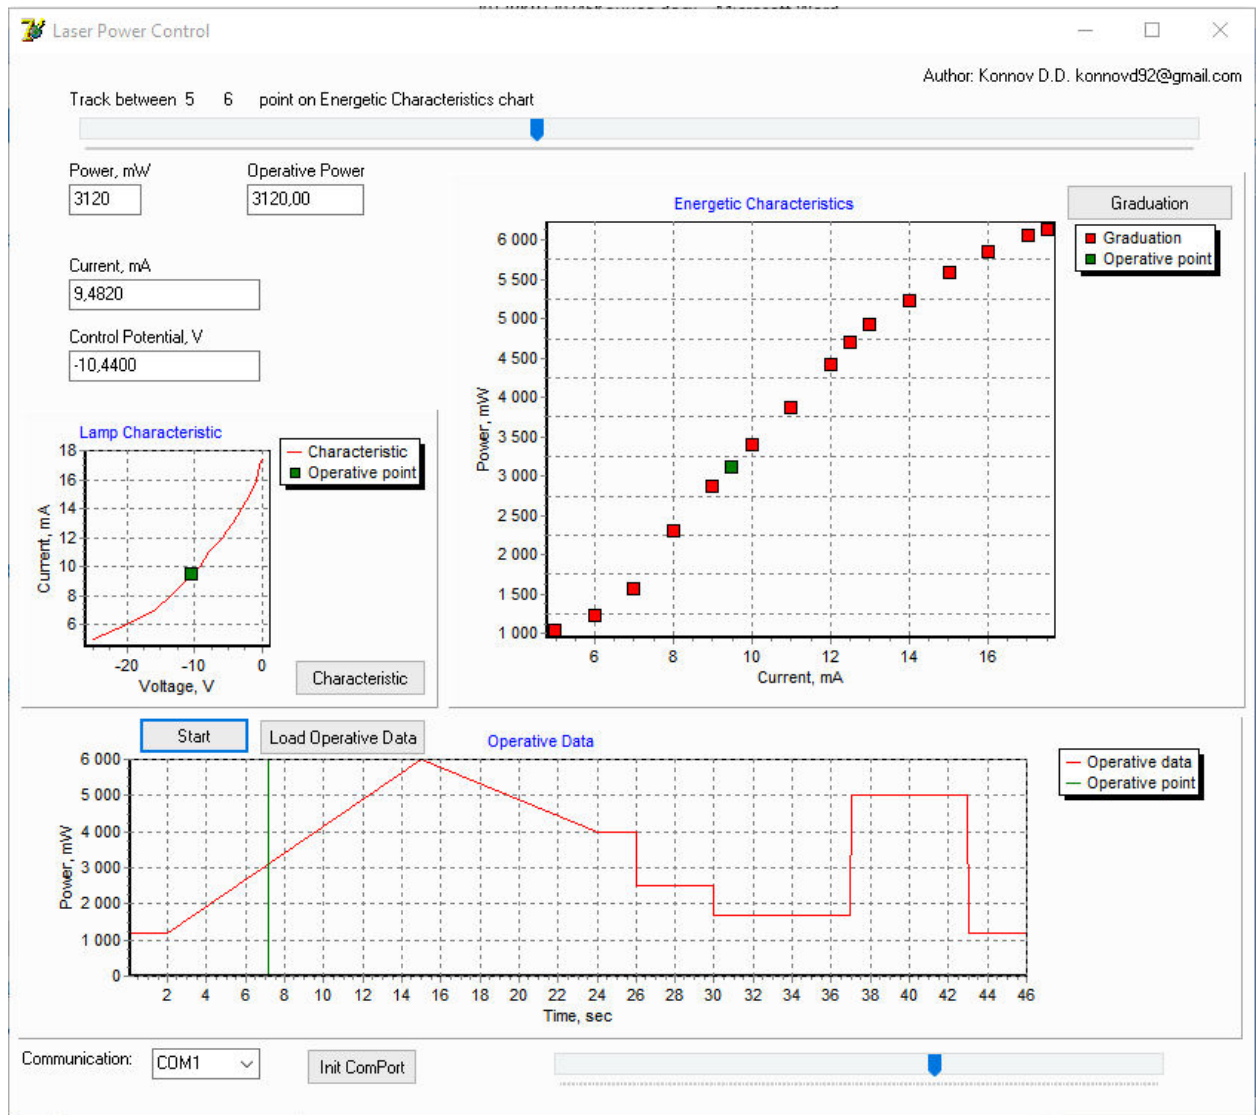 Laser Power Control
Author: Konnov D.D. konnovd92@gmail.com
Track between 5 6 point on Energetic Characteristics chart
Power, mW
Operative Power
3120
3120,00
Current, mA
9,4820
Control Potential, V
-10,4400
Energetic Characteristics
Graduation
Graduation
Operative point
6 000
5 500
5 000
4 500
4 000
3 500
3 000
2 500
2 000
1 500
1 000
Power, mW
6 8 10 12 14 16
Current, mA
Lamp Characteristic
Characteristic
Operative point
18
16
14
12
10
8
6
Current, mA
-20 -10 0
Voltage, V
Characteristic
Start
Load Operative Data
Operative Data
Operative data
Operative point
6 000
5 000
4 000
3 000
2 000
1 000
0
Power, mW
2 4 6 8 10 12 14 16 18 20 22 24 26 28 30 32 34 36 38 40 42 44 46
Time, sec
Communication:
COM1
Init ComPort